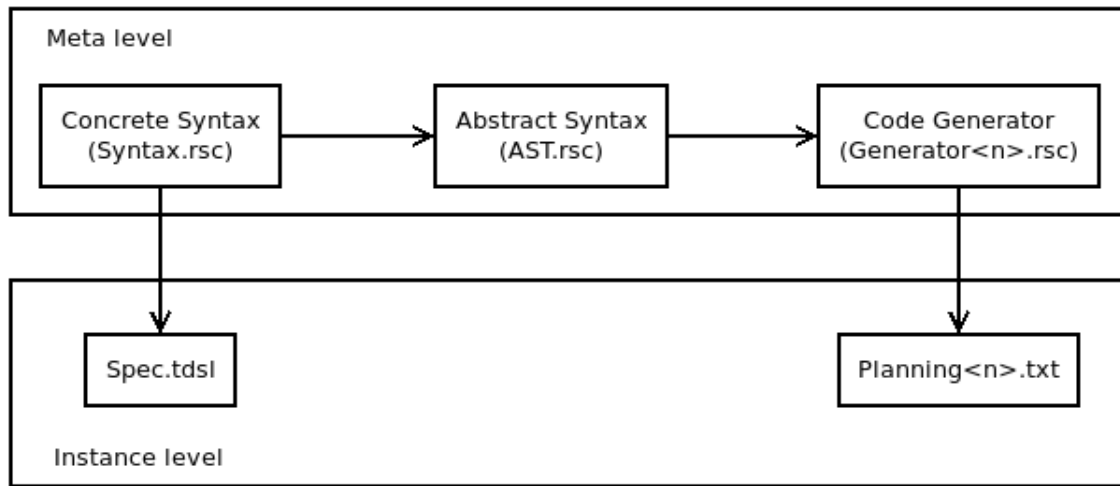 Meta level
Concrete Syntax
(Syntax.rsc)
Abstract Syntax
(AST.rsc)
Code Generator
(Generator<n>.rsc)
Spec.tdsl
Planning<n>.txt
Instance level